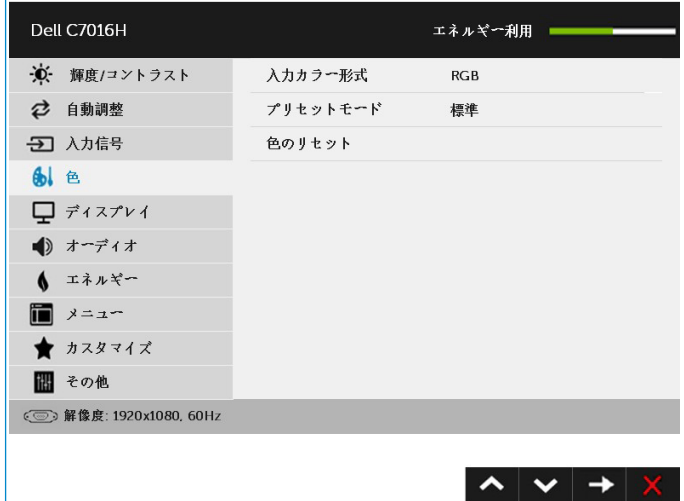 Dell C7016H エネルギー利用
輝度/コントラスト 入力カラー形式 RGB
自動調整 プリセットモード 標準
入力信号 色のリセット
色
ディスプレイ
オーディオ
エネルギー
メニュー
カスタマイズ
その他
解像度: 1920x1080, 60Hz